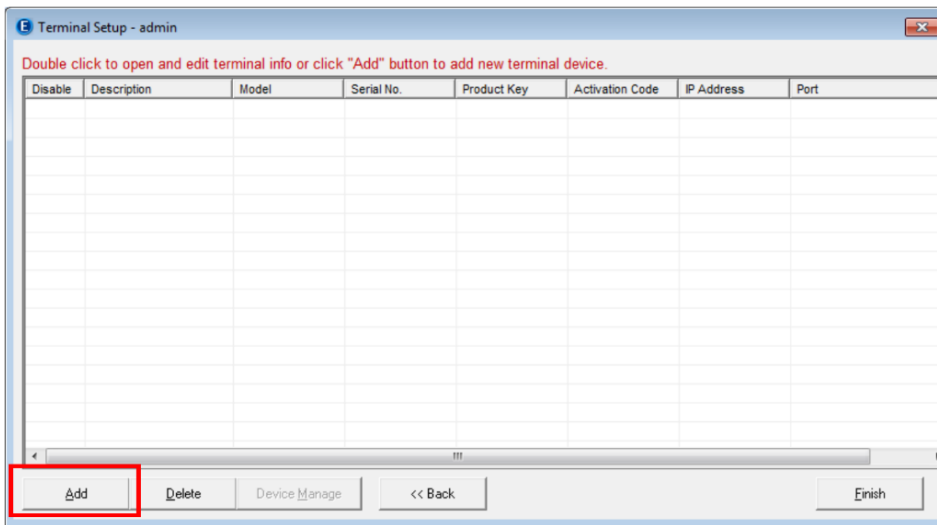 E Terminal Setup - admin
Double click to open and edit terminal info or click "Add" button to add new terminal device.
Disable Description Model Serial No. Product Key Activation Code IP Address Port
Add Delete Device Manage << Back Finish